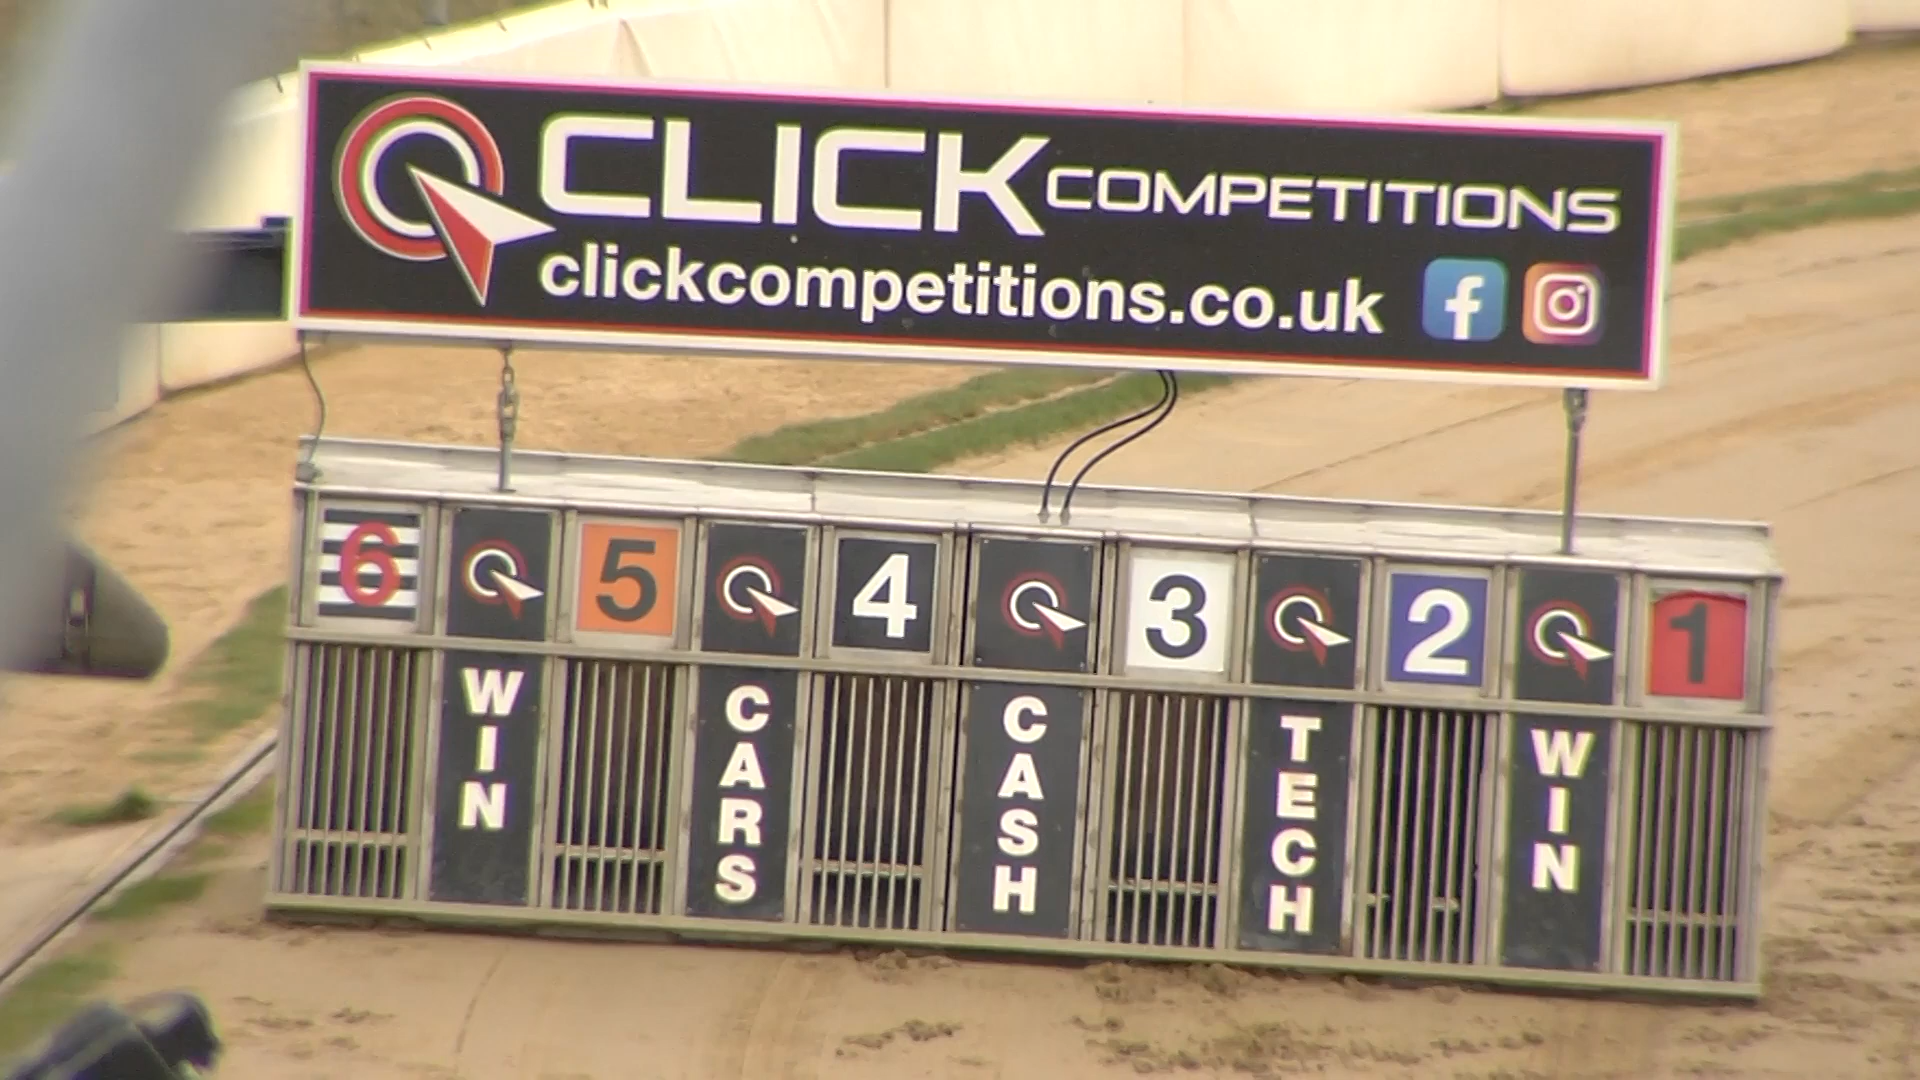 CLICK COMPETITIONS
clickcompetitions.co.uk
6 5 4 3 2 1
WIN
CARS
CASH
TECH
WIN